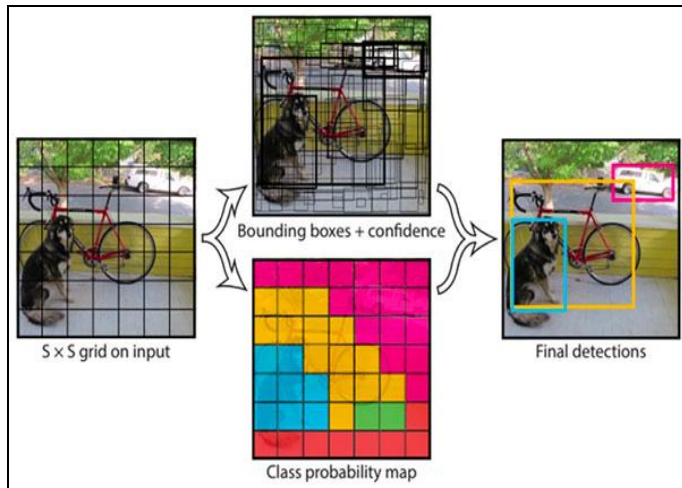 Bounding boxes + confidence
S × S grid on input
Final detections
Class probability map